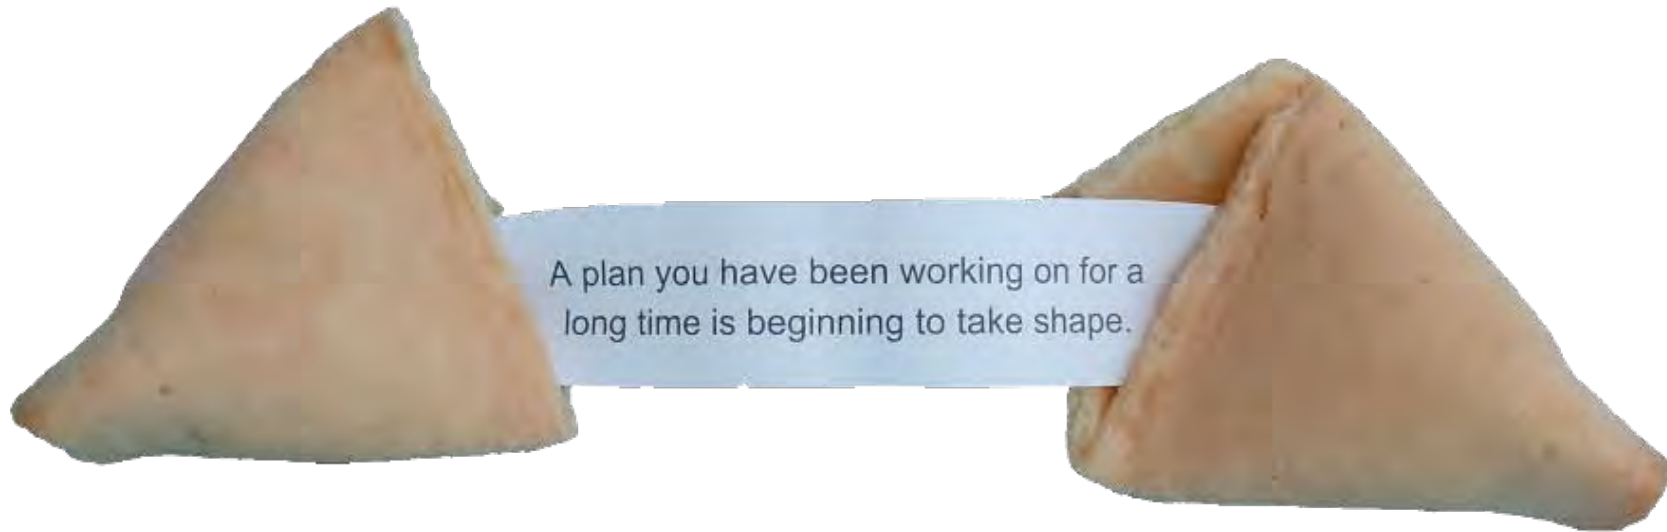 A plan you have been working on for a
long time is beginning to take shape.